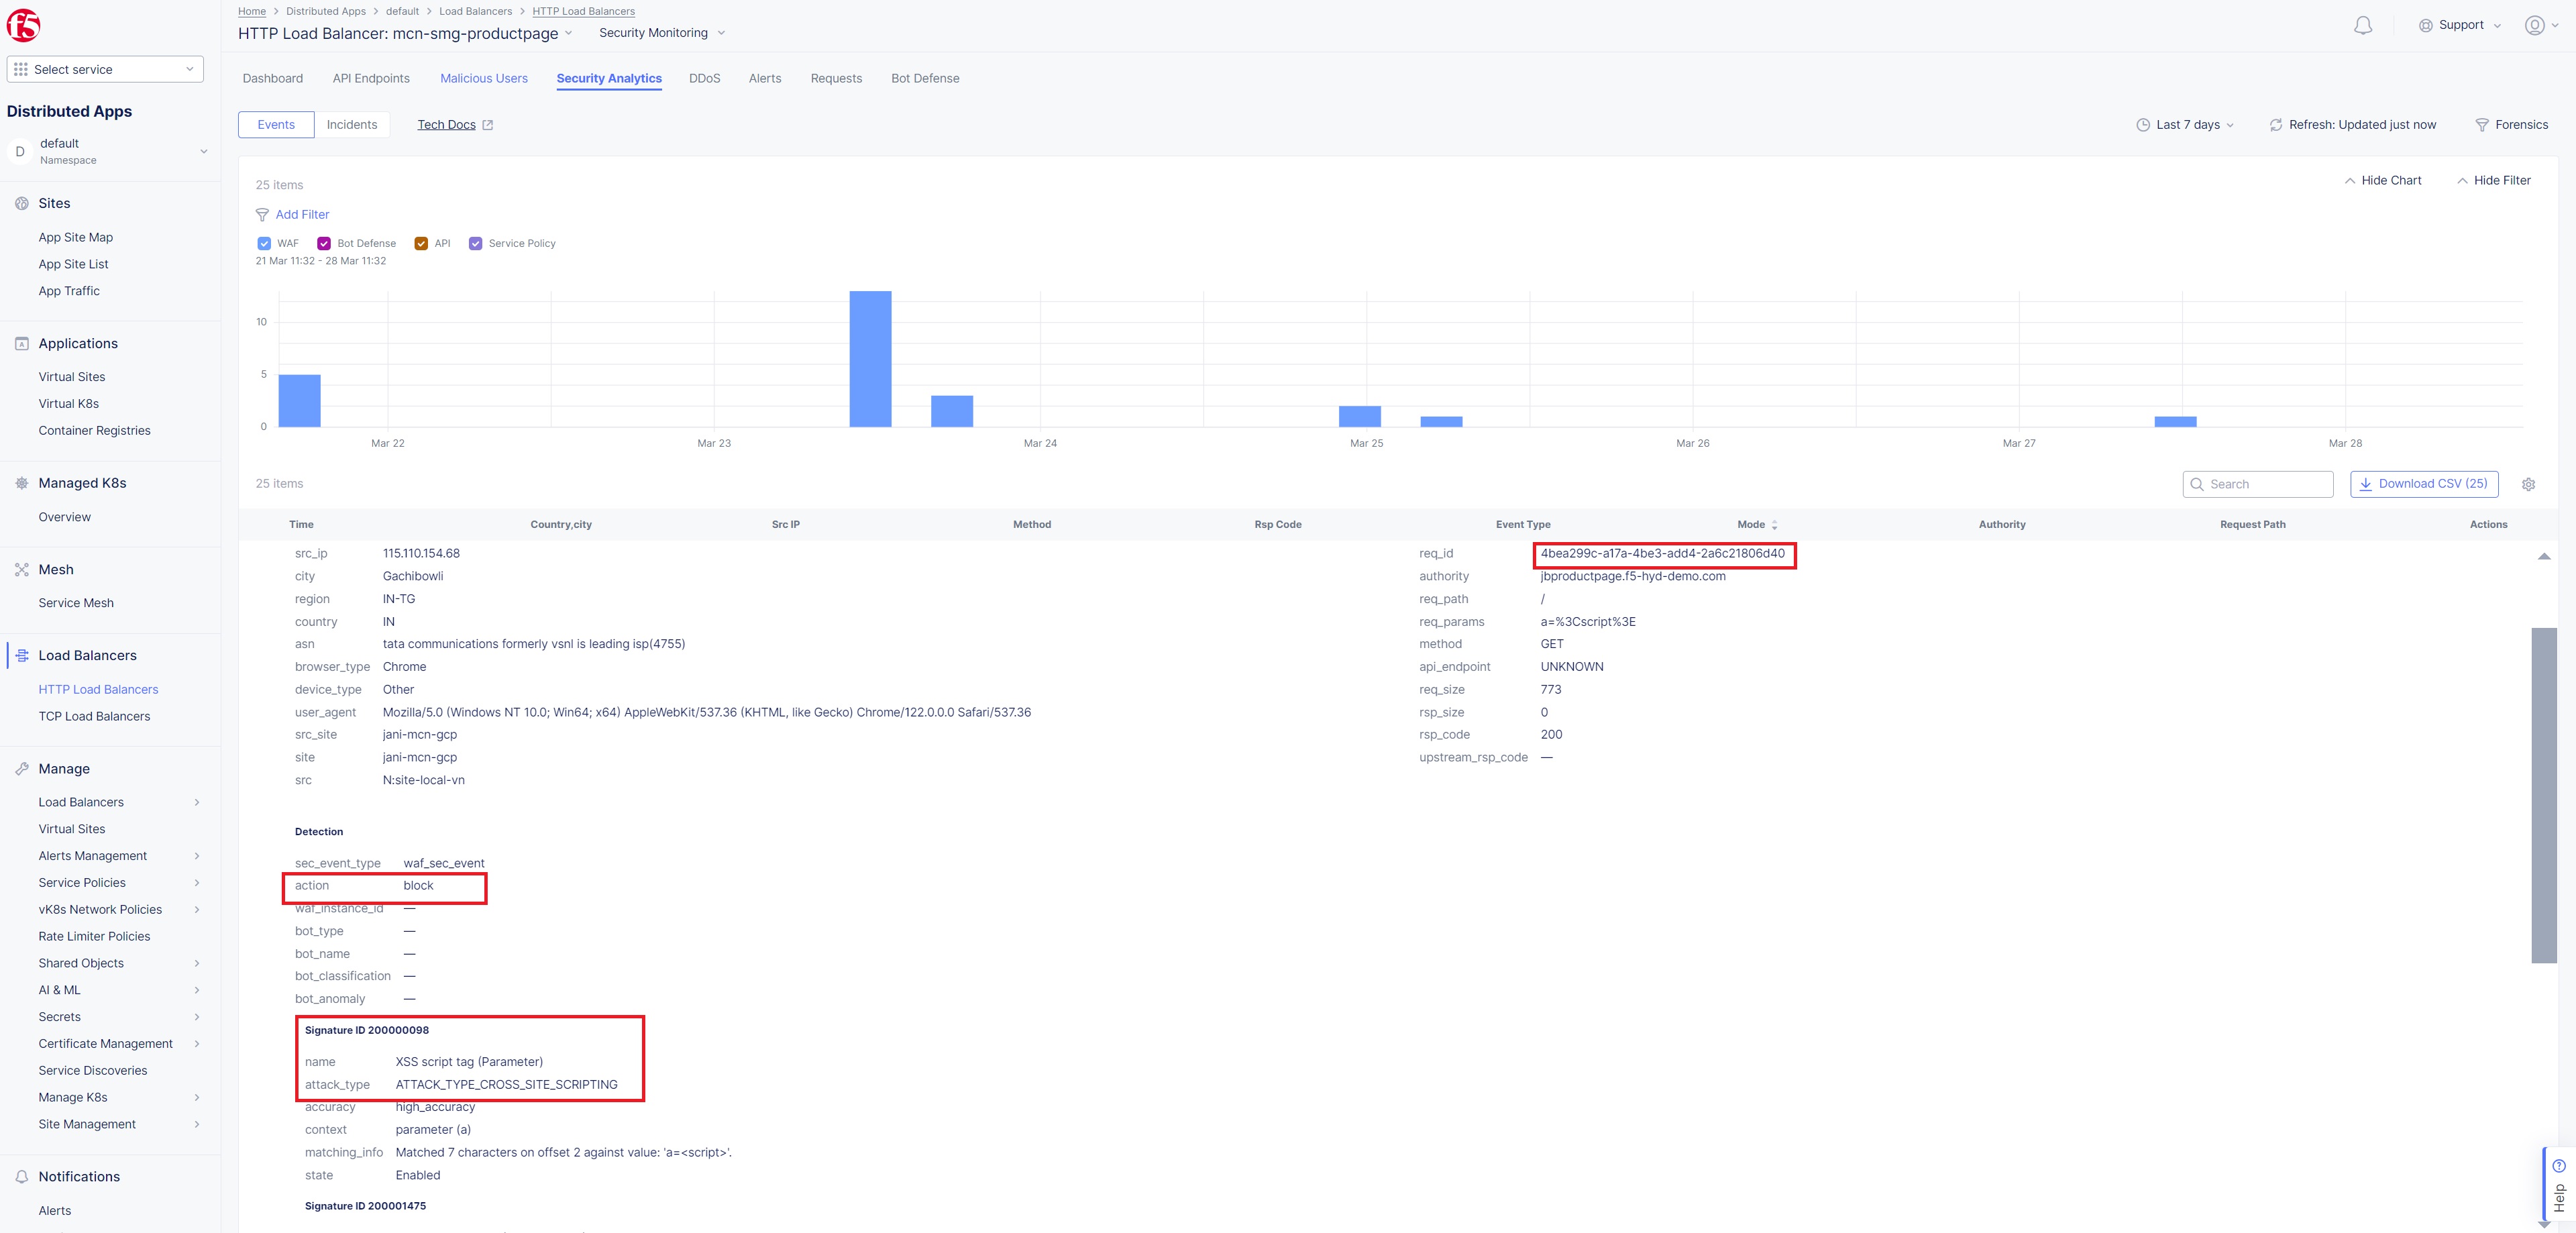 f5
Select service
Distributed Apps
D
default
Namespace
Sites
App Site Map
App Site List
App Traffic
Applications
Virtual Sites
Virtual K8s
Container Registries
Managed K8s
Overview
Mesh
Service Mesh
Load Balancers
HTTP Load Balancers
TCP Load Balancers
Manage
Load Balancers
Virtual Sites
Alerts Management
Service Policies
vK8s Network Policies
Rate Limiter Policies
Shared Objects
AI & ML
Secrets
Certificate Management
Service Discoveries
Manage K8s
Site Management
Notifications
Alerts
Home > Distributed Apps > default > Load Balancers > HTTP Load Balancers
HTTP Load Balancer: mcn-smg-productpage Security Monitoring
Support
Dashboard API Endpoints Malicious Users Security Analytics DDoS Alerts Requests Bot Defense
Events Incidents Tech Docs
Last 7 days Refresh: Updated just now Forensics
25 items
Hide Chart Hide Filter
Add Filter
WAF Bot Defense API Service Policy
21 Mar 11:32 - 28 Mar 11:32
10
5
0
Mar 22 Mar 23 Mar 24 Mar 25 Mar 26 Mar 27 Mar 28
25 items
Search Download CSV (25)
Time Country,city Src IP Method Rsp Code Event Type Mode Authority Request Path Actions
src_ip 115.110.154.68
city Gachibowli
region IN-TG
country IN
asn tata communications formerly vsnl is leading isp(4755)
browser_type Chrome
device_type Other
user_agent Mozilla/5.0 (Windows NT 10.0; Win64; x64) AppleWebKit/537.36 (KHTML, like Gecko) Chrome/122.0.0.0 Safari/537.36
src_site jani-mcn-gcp
site jani-mcn-gcp
src N:site-local-vn
req_id 4bea299c-a17a-4be3-add4-2a6c21806d40
authority jbproductpage.f5-hyd-demo.com
req_path /
req_params a=%3Cscript%3E
method GET
api_endpoint UNKNOWN
req_size 773
rsp_size 0
rsp_code 200
upstream_rsp_code —
Detection
sec_event_type waf_sec_event
action block
waf_instance_id —
bot_type —
bot_name —
bot_classification —
bot_anomaly —
Signature ID 200000098
name XSS script tag (Parameter)
attack_type ATTACK_TYPE_CROSS_SITE_SCRIPTING
accuracy high_accuracy
context parameter (a)
matching_info Matched 7 characters on offset 2 against value: 'a=<script>'.
state Enabled
Signature ID 200001475
Help